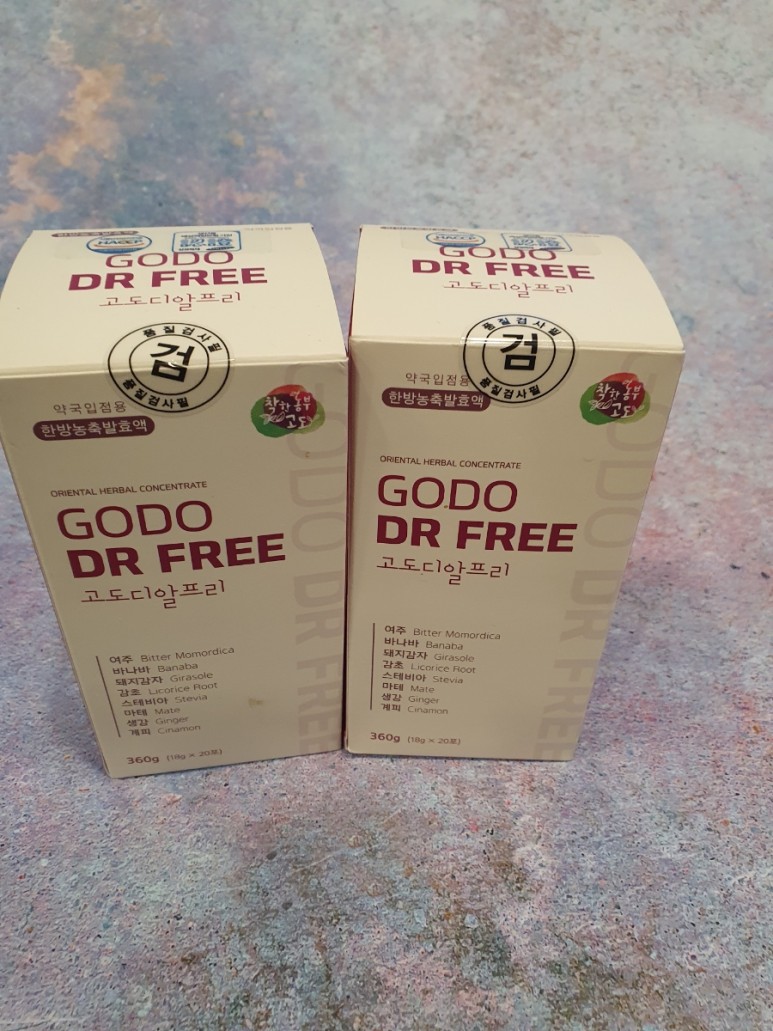 HACCP
GODO
DR FREE
고도디알프리
품질검사필
검
품질검사필
약국입점용
한방농축발효액
착한농부
고도
ORIENTAL HERBAL CONCENTRATE
GODO
DR FREE
고도디알프리
여주 Bitter Momordica
바나바 Banaba
돼지감자 Girasole
감초 Licorice Root
스테비아 Stevia
마테 Mate
생강 Ginger
계피 Cinamon
360g (18g × 20포)
GODO DR FREE
HACCP
GODO
DR FREE
고도디알프리
품질검사필
검
품질검사필
약국입점용
한방농축발효액
착한농부
고도
ORIENTAL HERBAL CONCENTRATE
GODO
DR FREE
고도디알프리
여주 Bitter Momordica
바나바 Banaba
돼지감자 Girasole
감초 Licorice Root
스테비아 Stevia
마테 Mate
생강 Ginger
계피 Cinamon
360g (18g × 20포)
GODO DR FREE